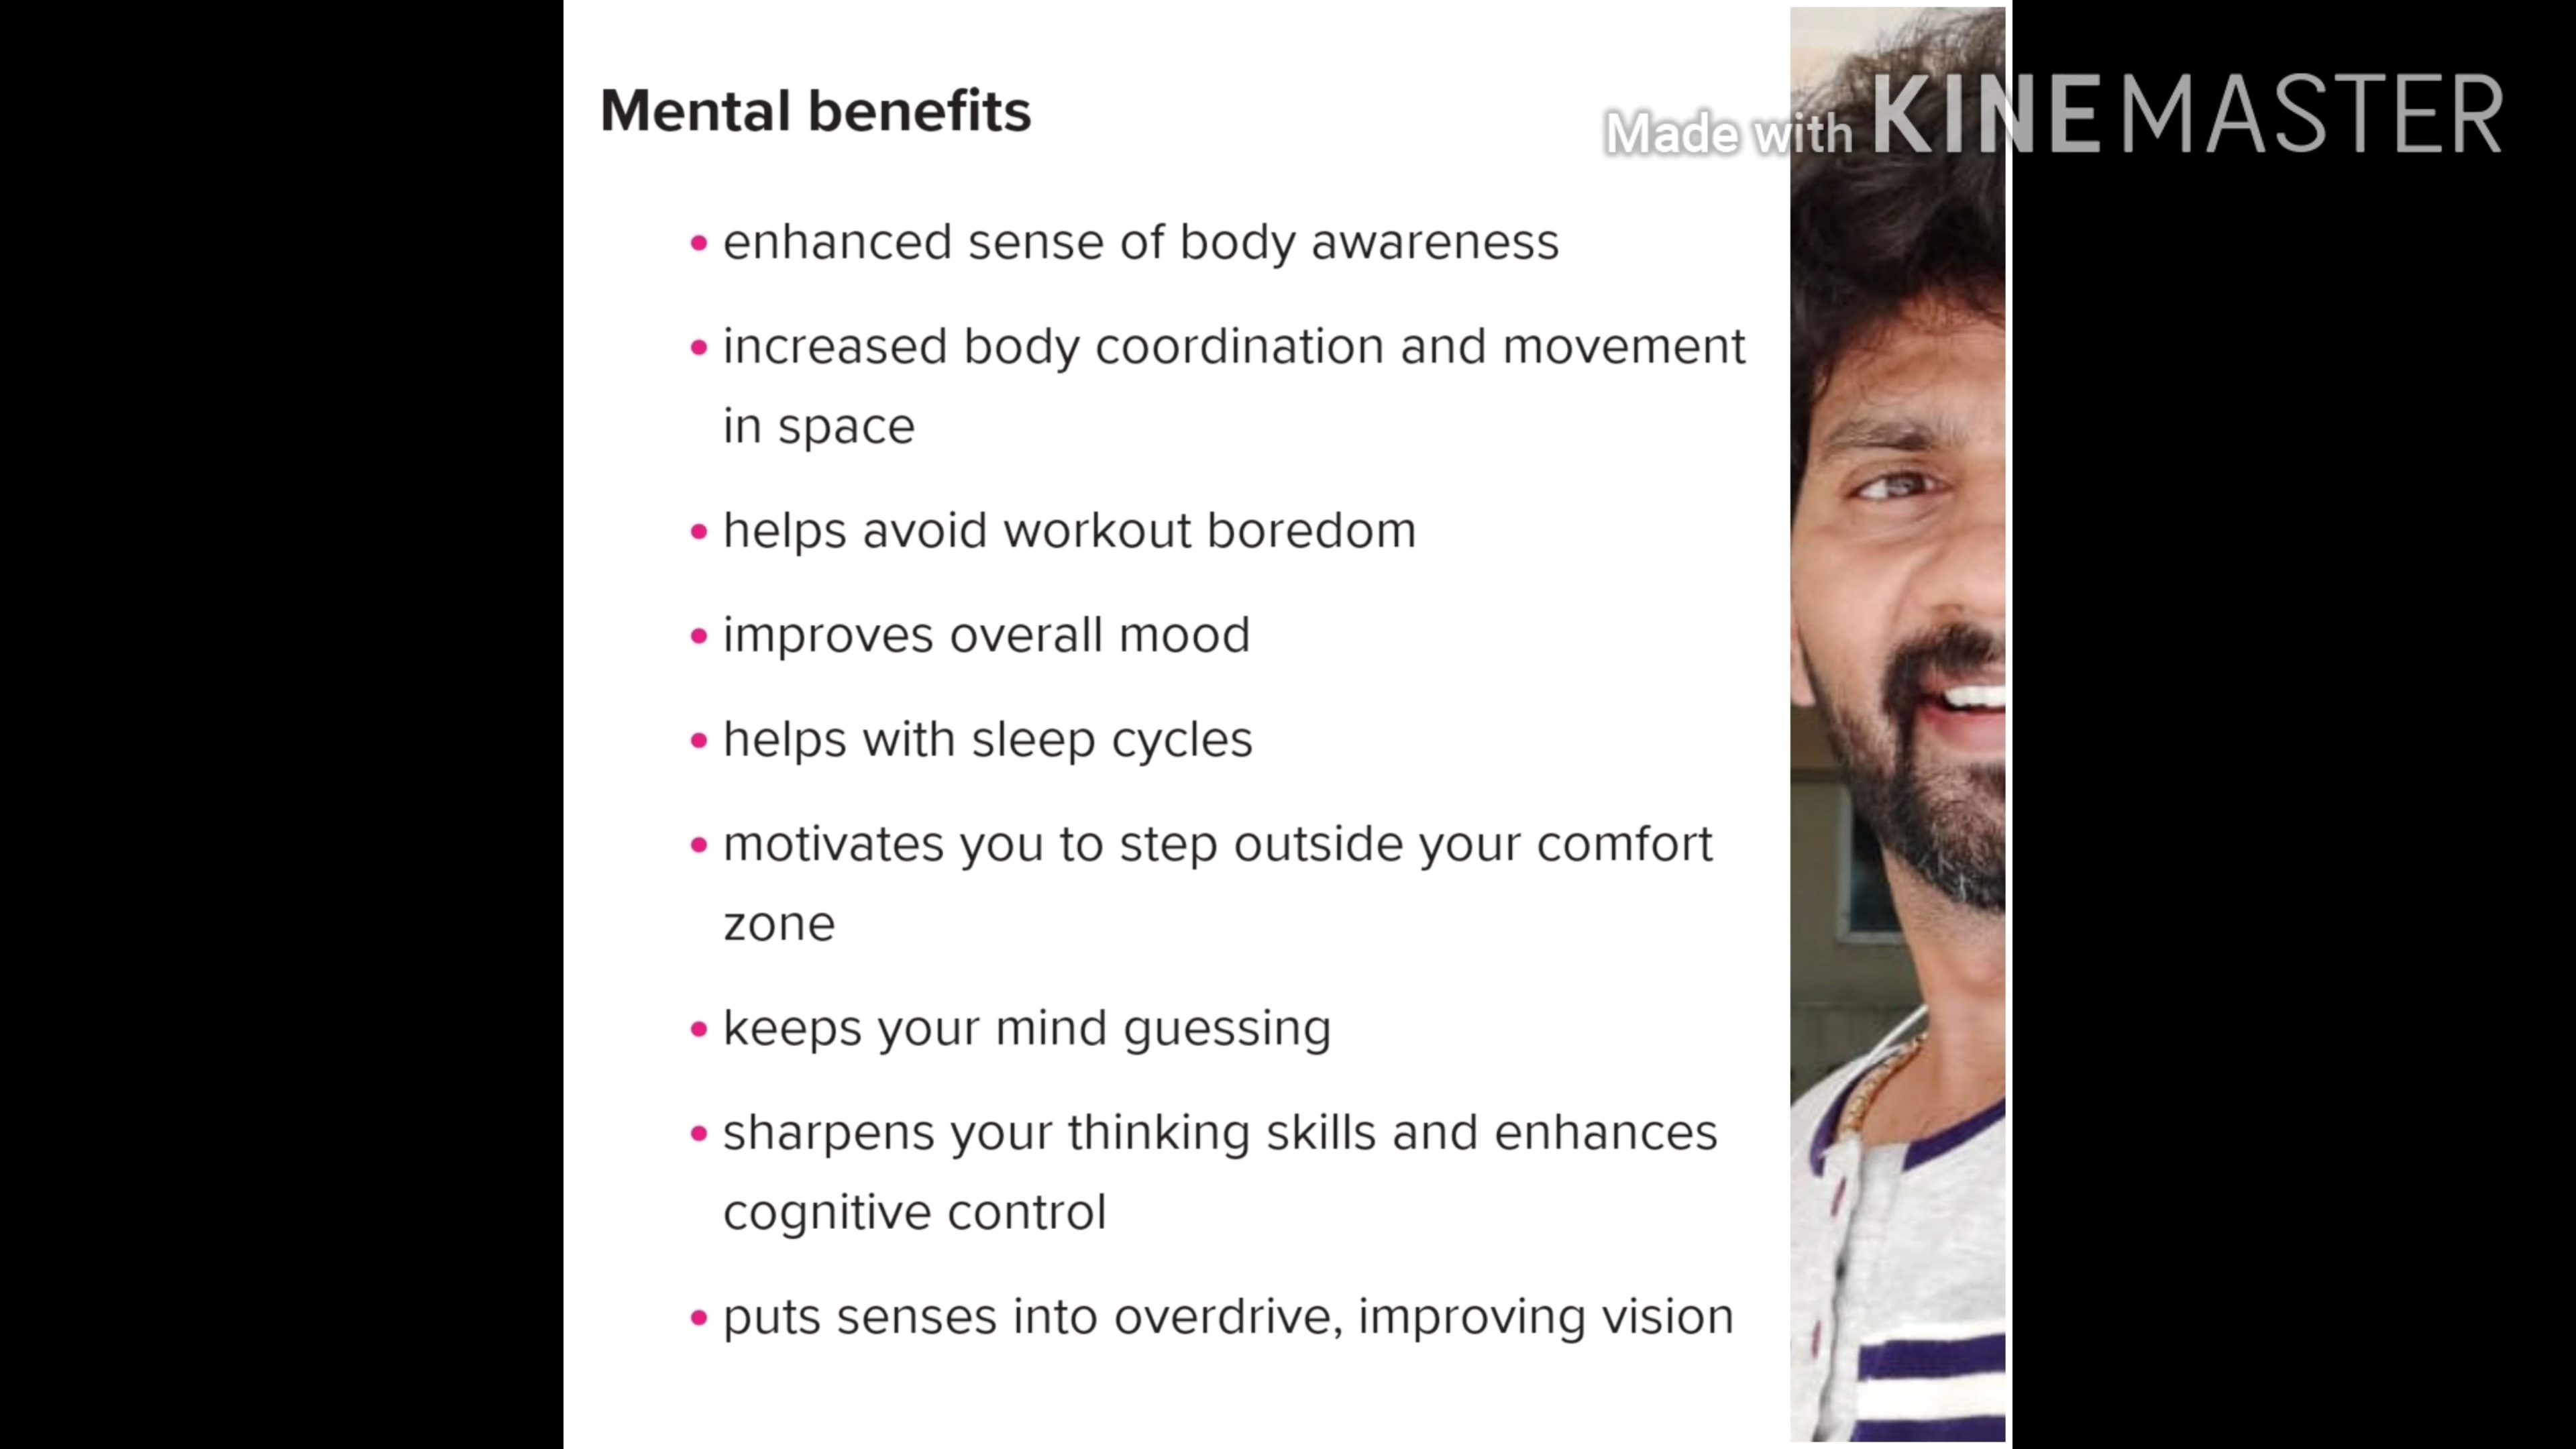 Mental benefits
Made with KINEMASTER
• enhanced sense of body awareness
• increased body coordination and movement
in space
• helps avoid workout boredom
• improves overall mood
• helps with sleep cycles
• motivates you to step outside your comfort
zone
• keeps your mind guessing
• sharpens your thinking skills and enhances
cognitive control
• puts senses into overdrive, improving vision